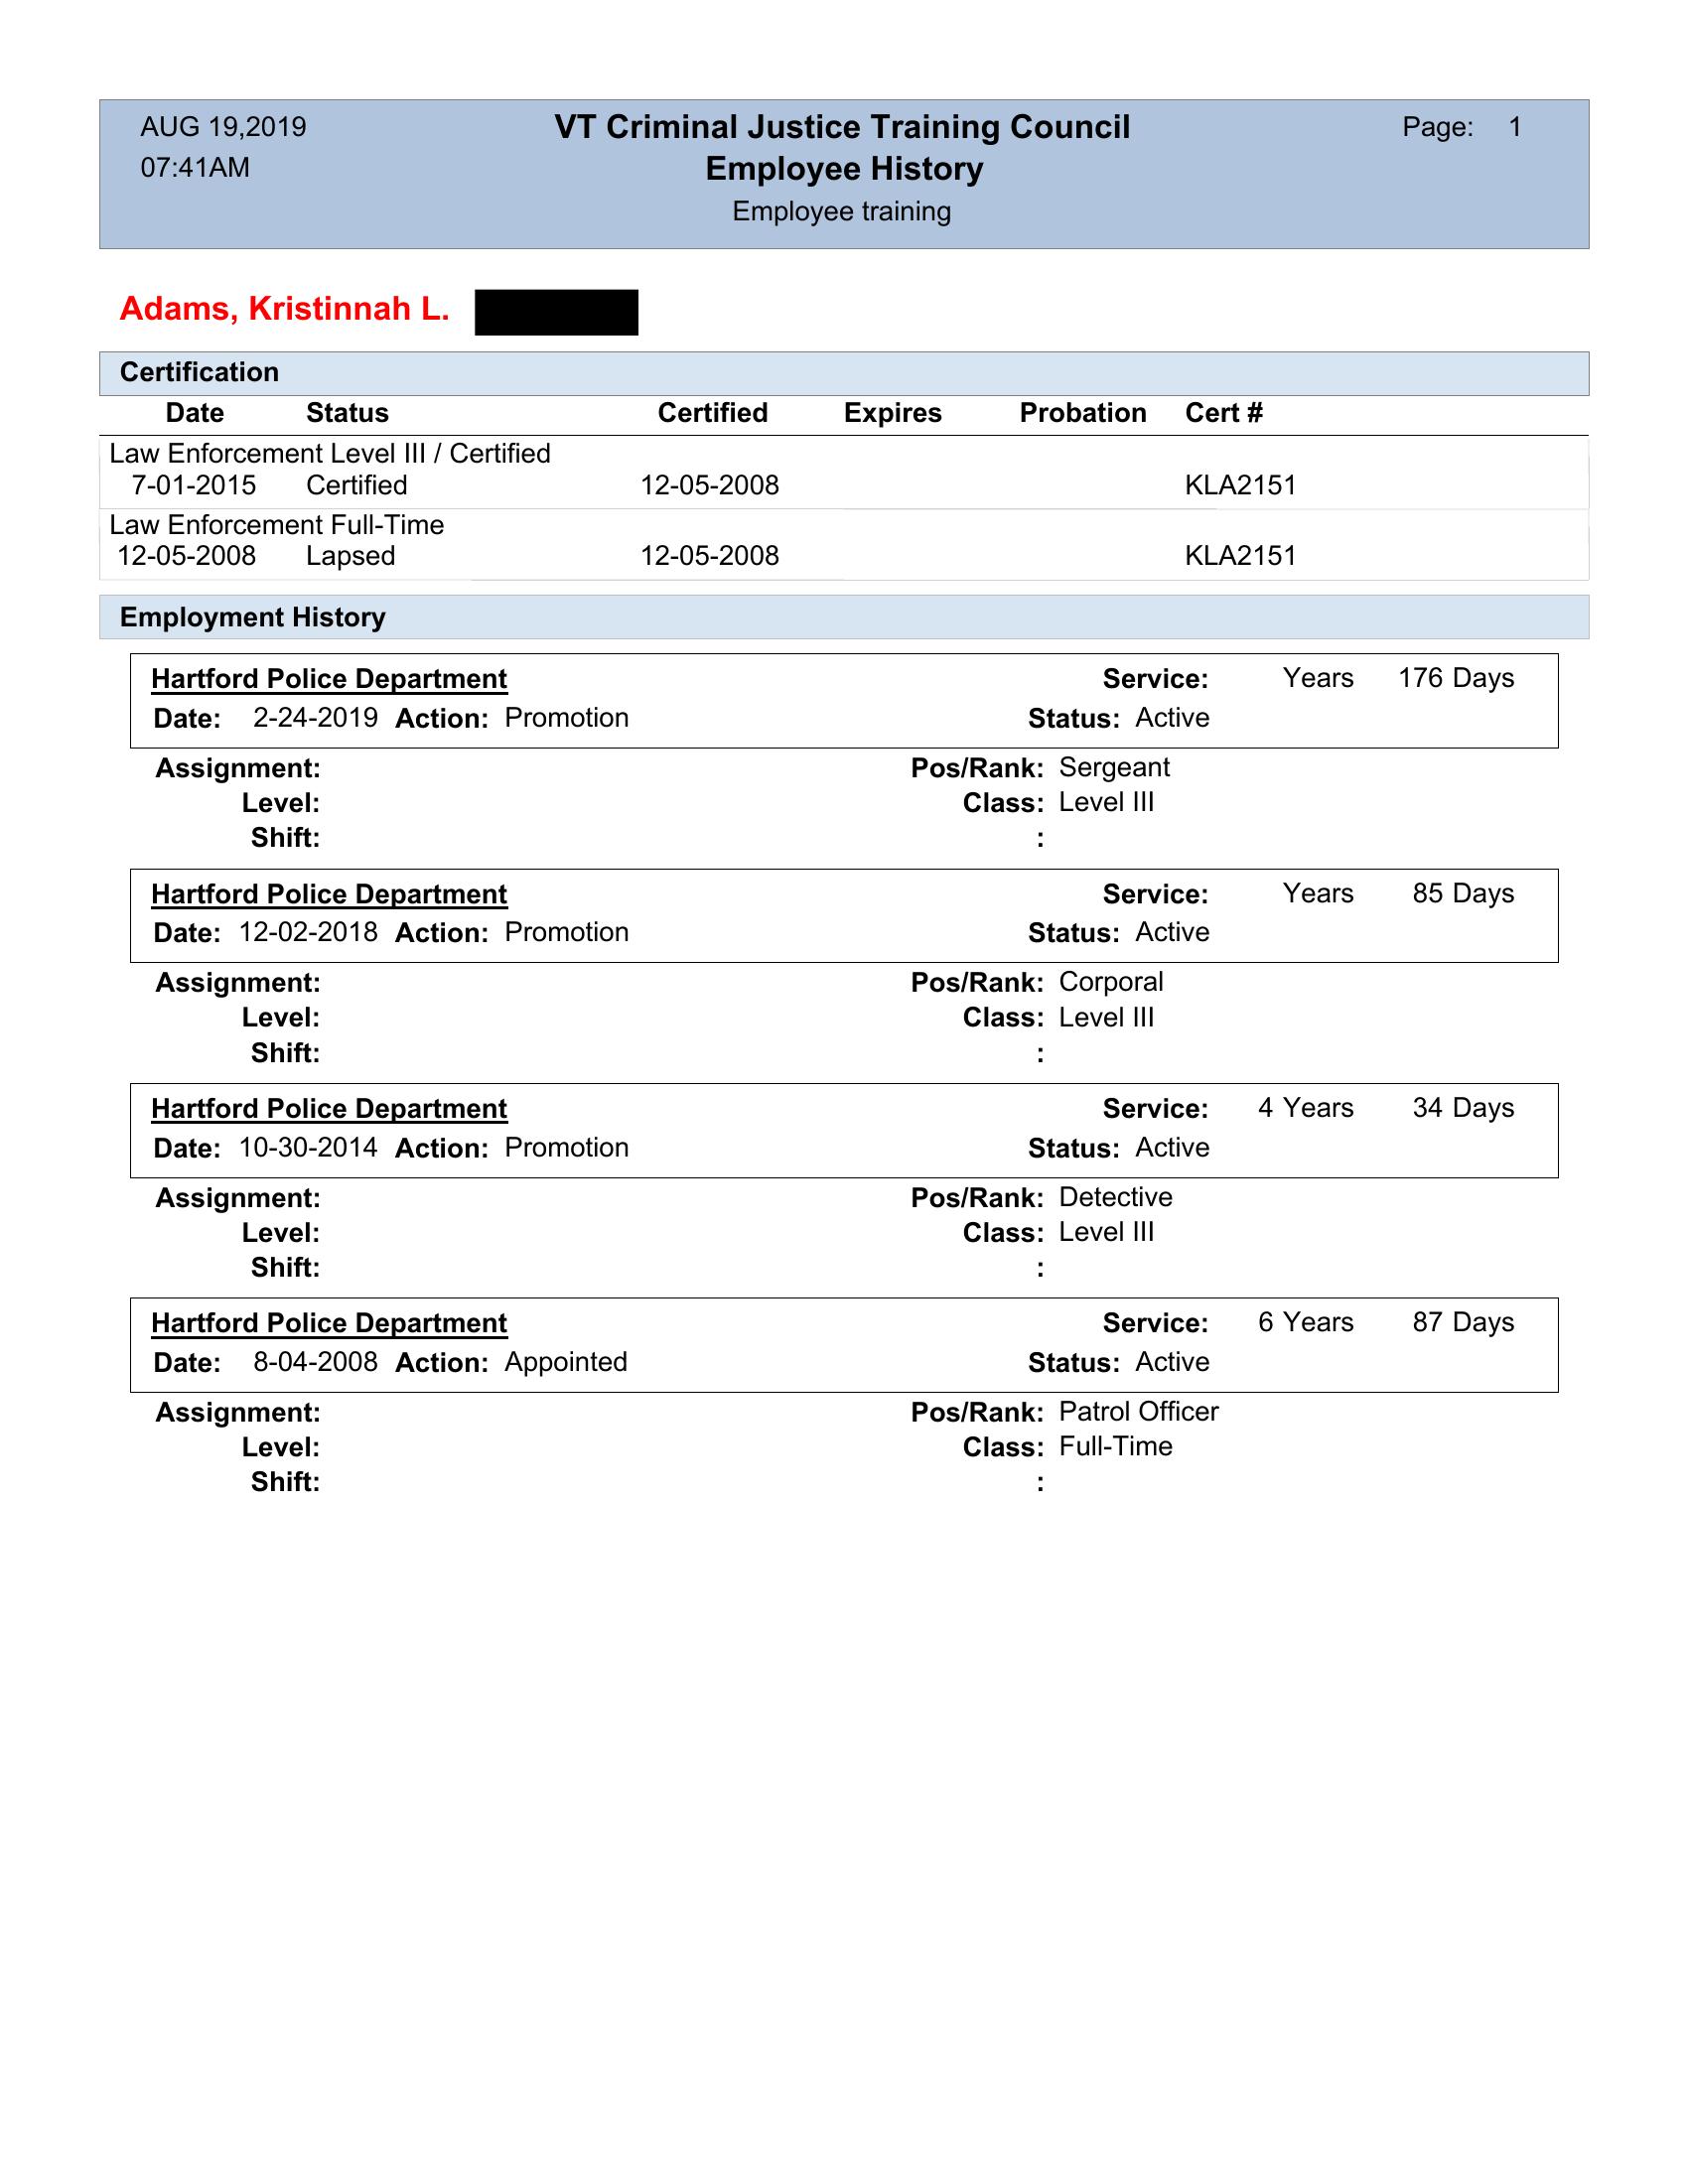 AUG 19,2019 VT Criminal Justice Training Council Page: 1
07:41AM Employee History
Employee training
Adams, Kristinnah L.
Certification
Date Status Certified Expires Probation Cert #
Law Enforcement Level III / Certified
7-01-2015 Certified 12-05-2008 KLA2151
Law Enforcement Full-Time
12-05-2008 Lapsed 12-05-2008 KLA2151
Employment History
Hartford Police Department Service: Years 176 Days
Date: 2-24-2019 Action: Promotion Status: Active
Assignment: Pos/Rank: Sergeant
Level: Class: Level III
Shift: :
Hartford Police Department Service: Years 85 Days
Date: 12-02-2018 Action: Promotion Status: Active
Assignment: Pos/Rank: Corporal
Level: Class: Level III
Shift: :
Hartford Police Department Service: 4 Years 34 Days
Date: 10-30-2014 Action: Promotion Status: Active
Assignment: Pos/Rank: Detective
Level: Class: Level III
Shift: :
Hartford Police Department Service: 6 Years 87 Days
Date: 8-04-2008 Action: Appointed Status: Active
Assignment: Pos/Rank: Patrol Officer
Level: Class: Full-Time
Shift: :